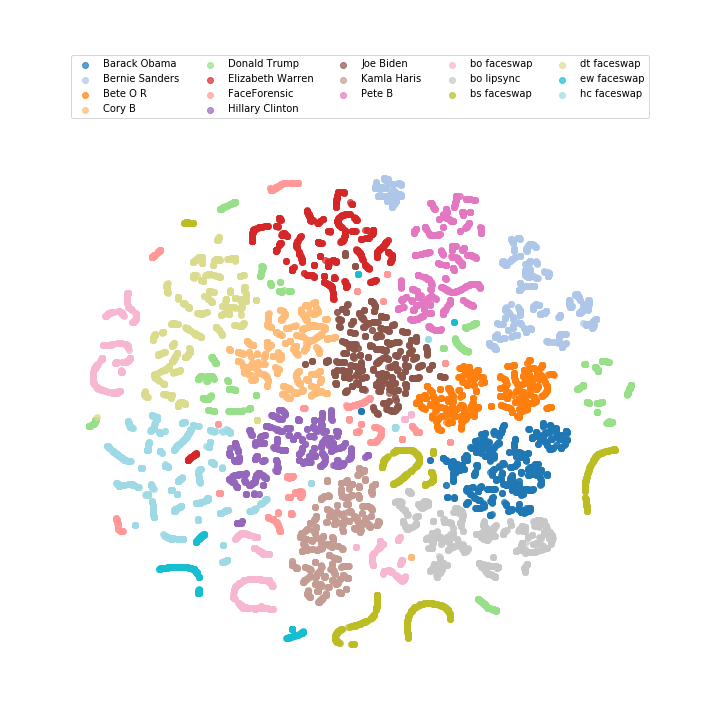 Barack Obama Donald Trump Joe Biden bo faceswap dt faceswap
Bernie Sanders Elizabeth Warren Kamla Haris bo lipsync ew faceswap
Bete O R FaceForensic Pete B bs faceswap hc faceswap
Cory B Hillary Clinton